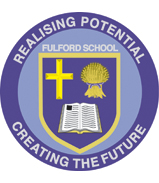 REALISING POTENTIAL
FULFORD SCHOOL
CREATING THE FUTURE